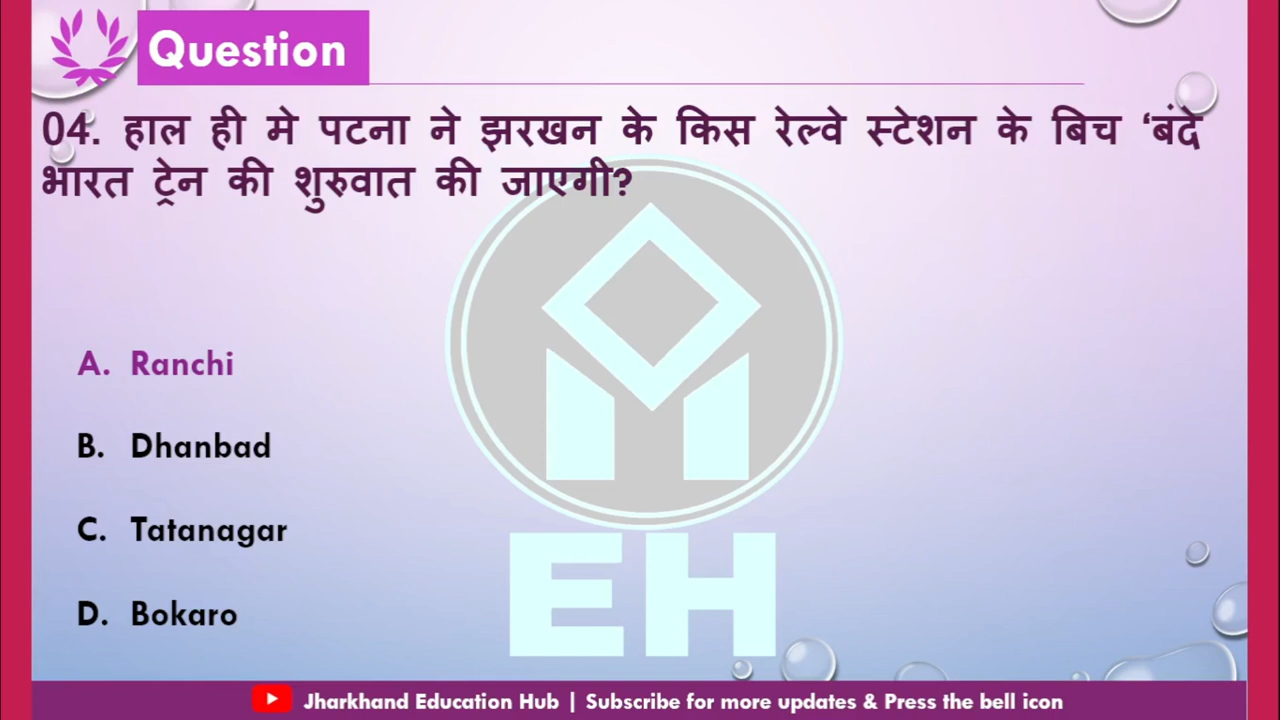 Question
04. हाल ही मे पटना ने झरखन के किस रेल्वे स्टेशन के बिच ‘बंदे
भारत ट्रेन की शुरुवात की जाएगी?
A. Ranchi
B. Dhanbad
C. Tatanagar
D. Bokaro
EH
Jharkhand Education Hub | Subscribe for more updates & Press the bell icon